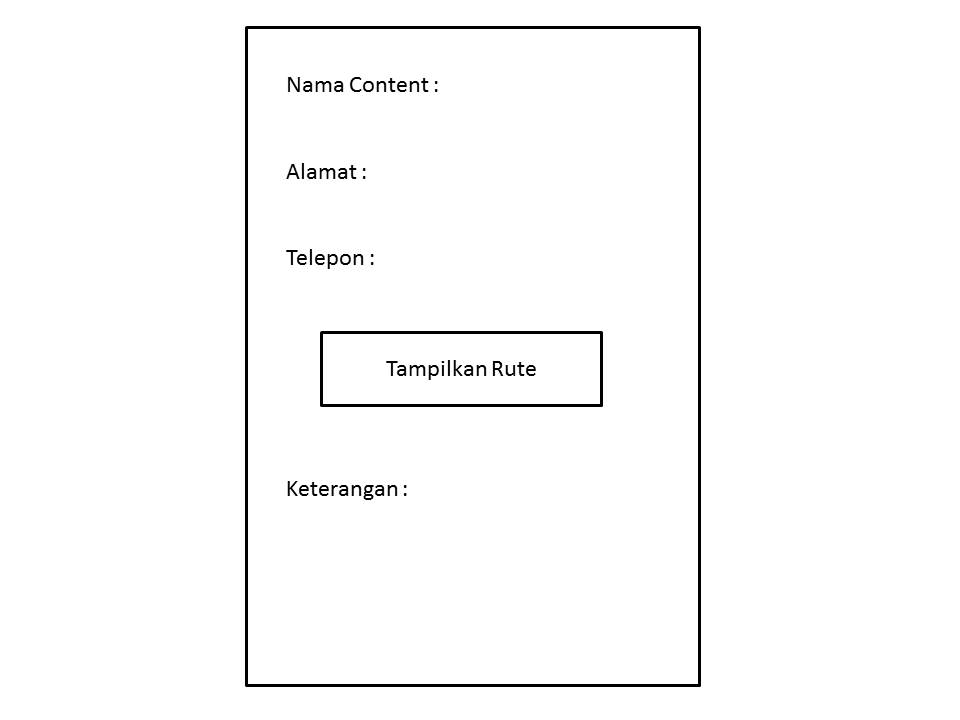 Nama Content :
Alamat :
Telepon :
Tampilkan Rute
Keterangan :